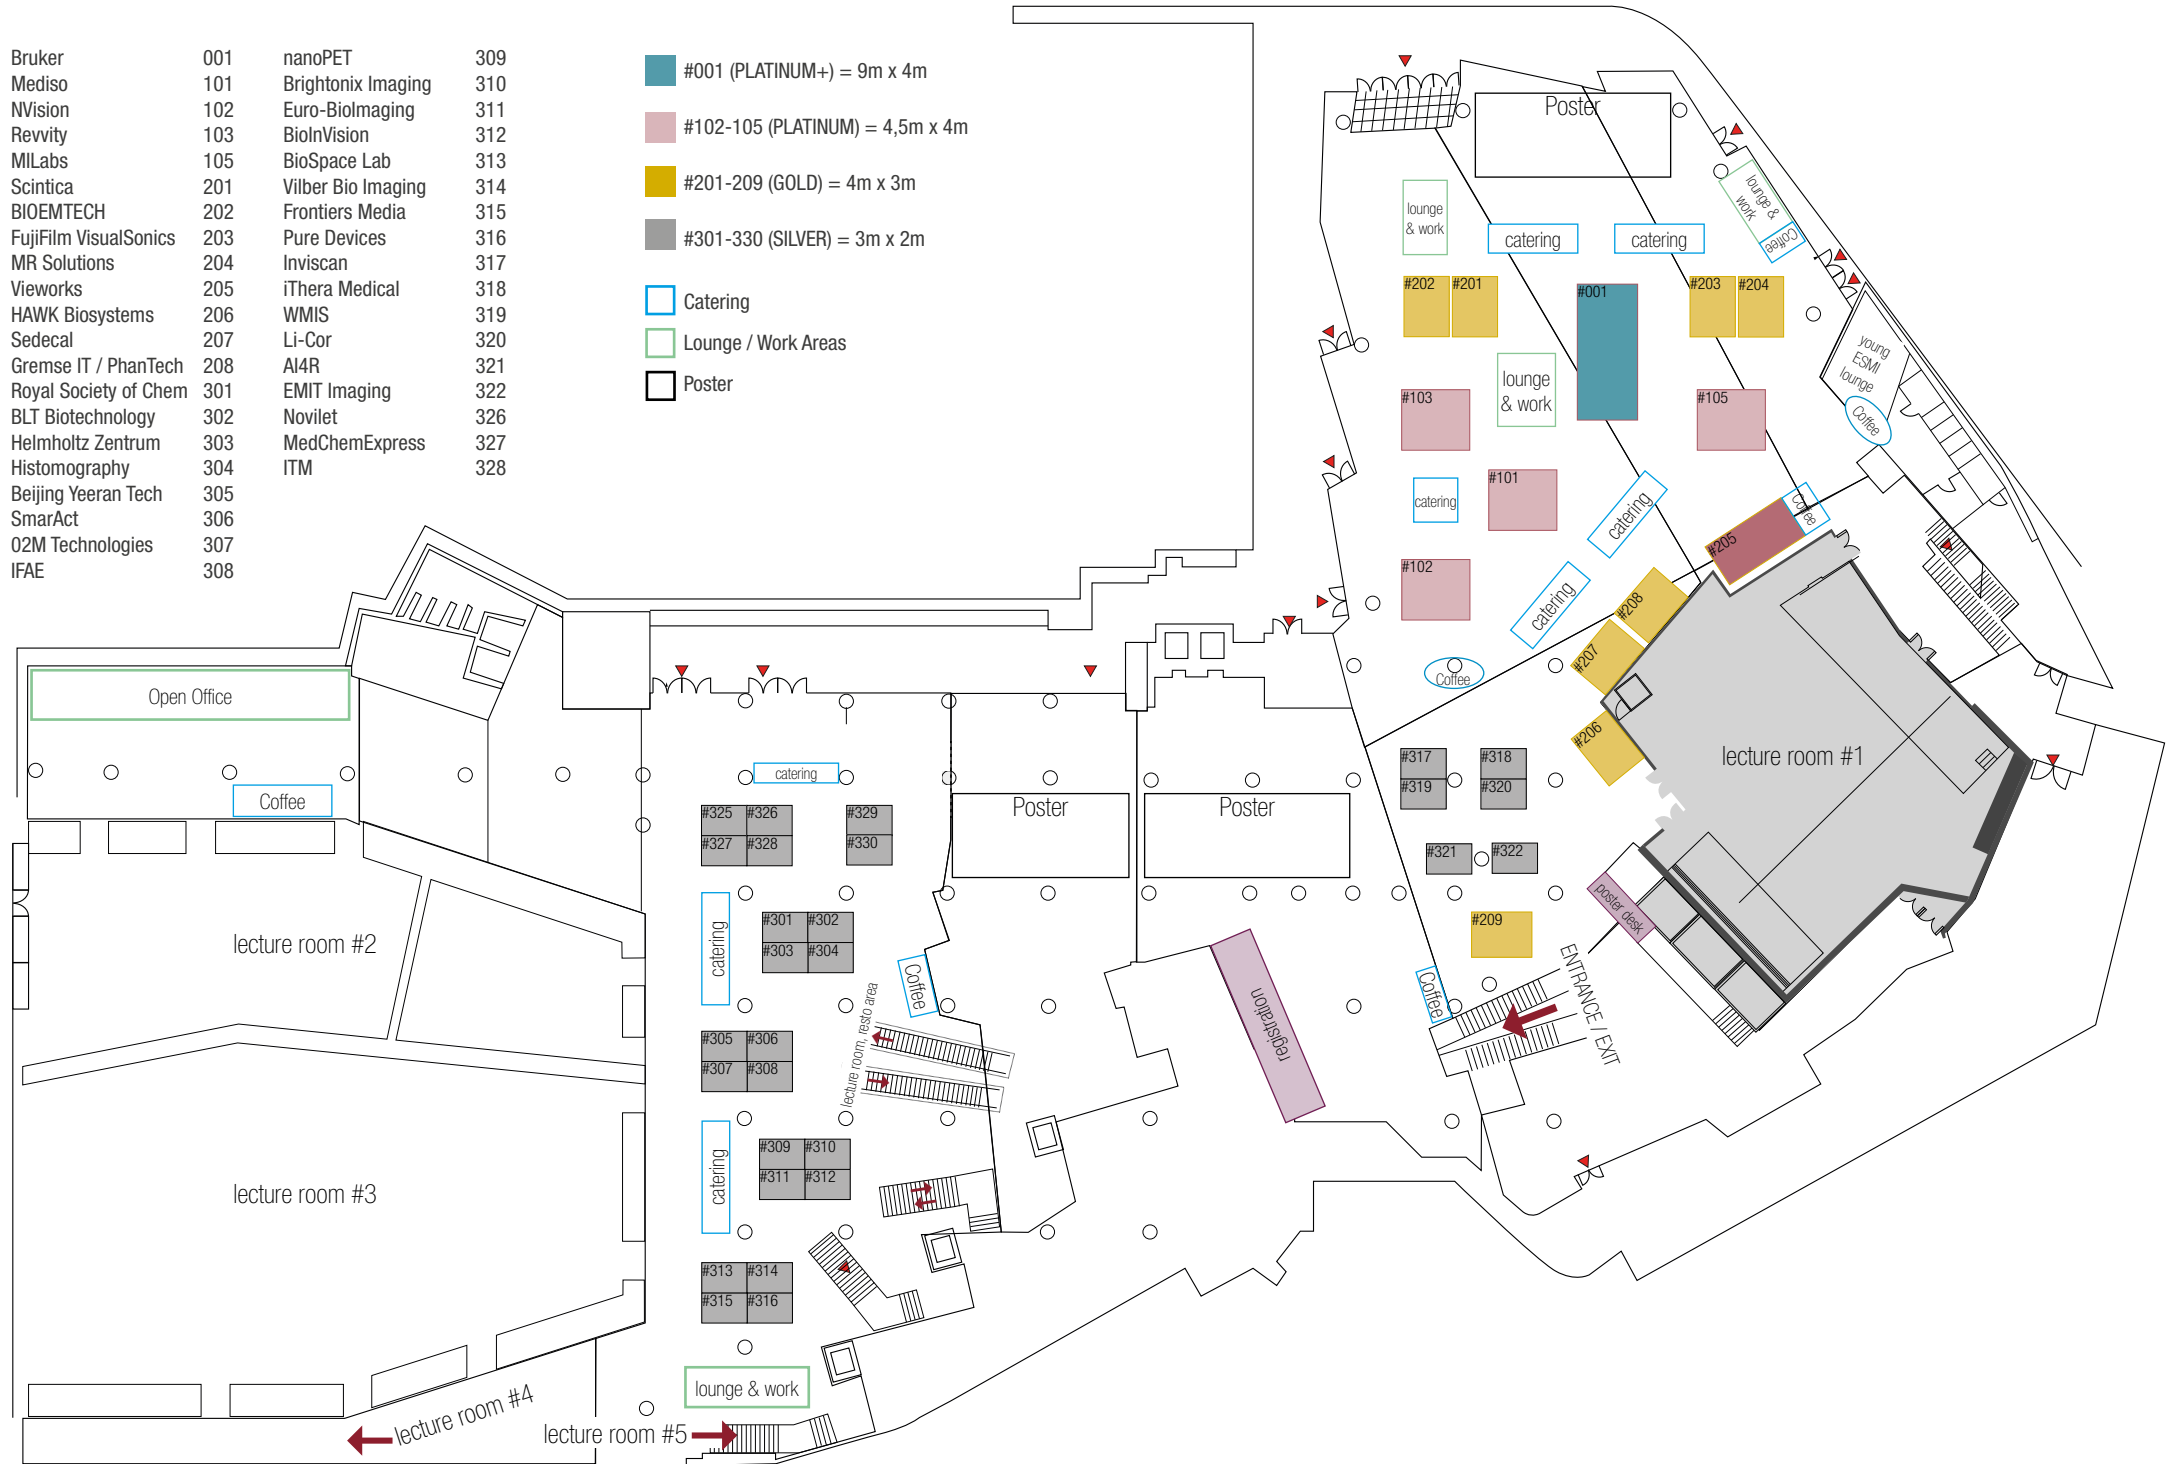 Bruker 001
Mediso 101
NVision 102
Revvity 103
MILabs 105
Scintica 201
BIOEMTECH 202
FujiFilm VisualSonics 203
MR Solutions 204
Vieworks 205
HAWK Biosystems 206
Sedecal 207
Gremse IT / PhanTech 208
Royal Society of Chem 301
BLT Biotechnology 302
Helmholtz Zentrum 303
Histomography 304
Beijing Yeeran Tech 305
SmarAct 306
02M Technologies 307
IFAE 308
nanoPET 309
Brightonix Imaging 310
Euro-BioImaging 311
BioInVision 312
BioSpace Lab 313
Vilber Bio Imaging 314
Frontiers Media 315
Pure Devices 316
Inviscan 317
iThera Medical 318
WMIS 319
Li-Cor 320
AI4R 321
EMIT Imaging 322
Novilet 326
MedChemExpress 327
ITM 328
#001 (PLATINUM+) = 9m x 4m
#102-105 (PLATINUM) = 4,5m x 4m
#201-209 (GOLD) = 4m x 3m
#301-330 (SILVER) = 3m x 2m
Catering
Lounge / Work Areas
Poster
Poster
lounge
& work
catering
catering
lounge &
work
Coffee
#202 #201
#001
#203 #204
young
ESMI
lounge
Coffee
lounge
& work
#103
#105
#101
catering
catering
Coffee
#205
#102
catering
#208
#207
#206
Coffee
lecture room #1
#317 #318
#319 #320
#321 #322
#209
poster desk
Coffee
ENTRANCE / EXIT
registration
Open Office
Coffee
catering
Poster
Poster
#325 #326
#327 #328
#329
#330
catering
#301 #302
#303 #304
Coffee
lecture room, resto area
lecture room #2
#305 #306
#307 #308
catering
#309 #310
#311 #312
lecture room #3
#313 #314
#315 #316
lounge & work
lecture room #4
lecture room #5